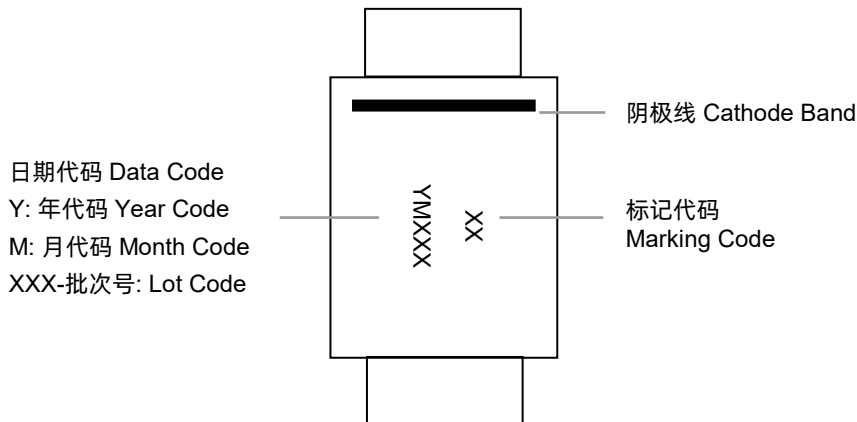 阴极线 Cathode Band
日期代码 Data Code
Y: 年代码 Year Code
M: 月代码 Month Code
XXX-批次号: Lot Code
YMXXX
XX
标记代码
Marking Code